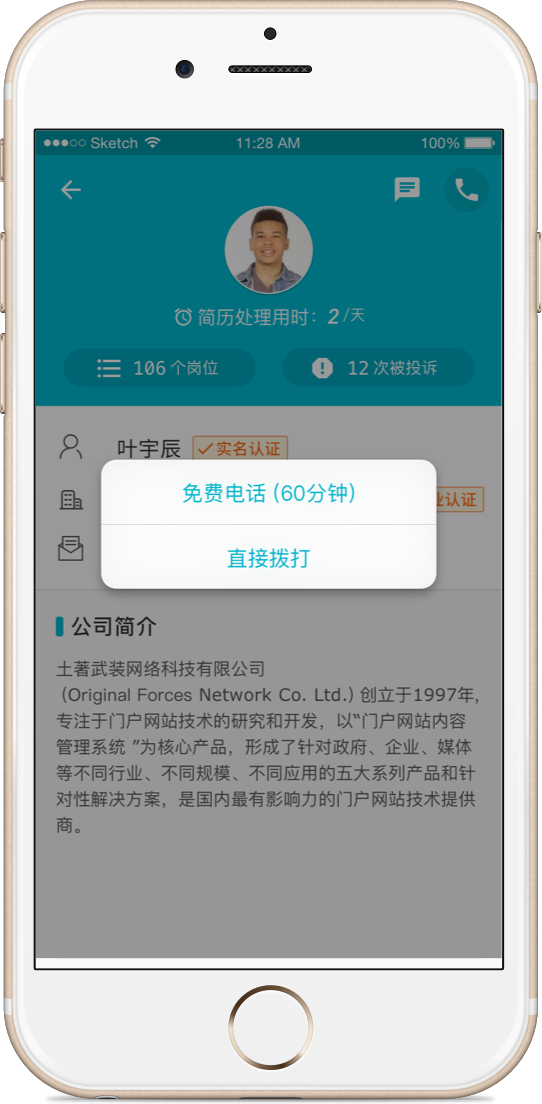 Sketch 11:28 AM 100%
简历处理用时：2/天
106个岗位 12次被投诉
叶宇辰 实名认证
免费电话 (60分钟)
业认证
直接拨打
公司简介
土著武装网络科技有限公司
(Original Forces Network Co. Ltd.) 创立于1997年,
专注于门户网站技术的研究和开发，以“门户网站内容
管理系统 ”为核心产品，形成了针对政府、企业、媒体
等不同行业、不同规模、不同应用的五大系列产品和针
对性解决方案，是国内最有影响力的门户网站技术提供
商。